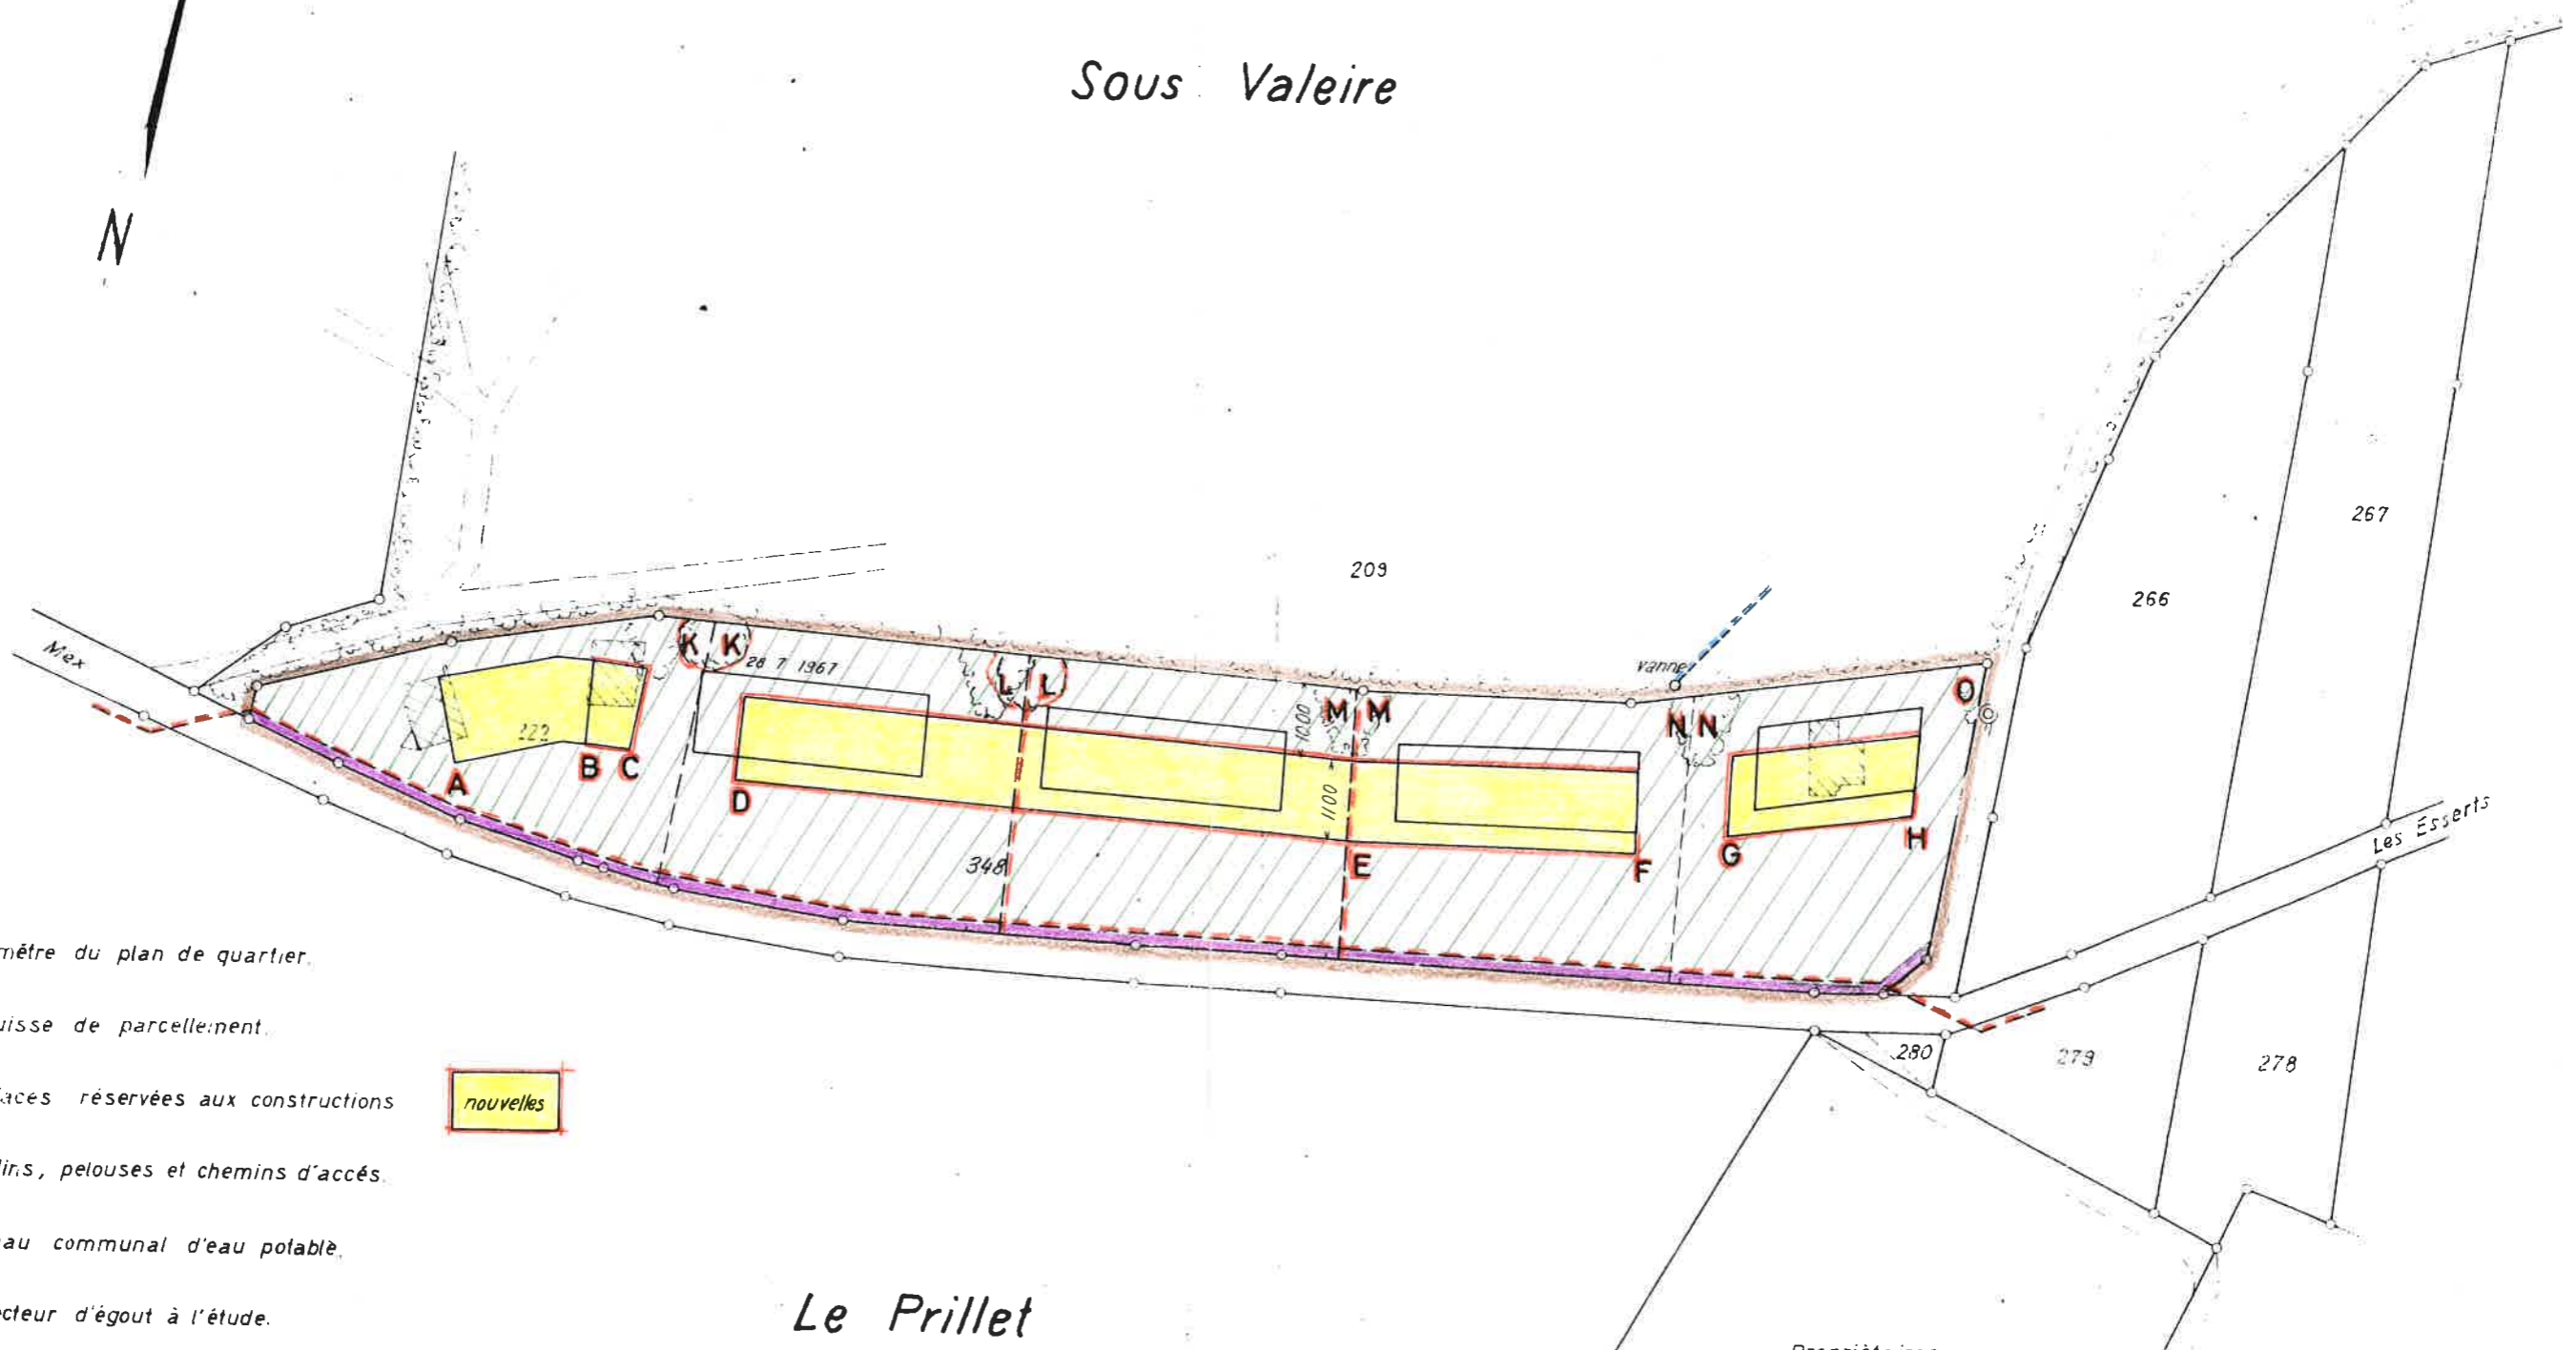 Sous Valeire
N
267
209
266
Mex
vanne
K K
28 7 1967
L L
M M
N N
O
1000
222
A
B
C
D
1100
Les Esserts
348
E
F
G
H
mètre du plan de quartier.
uisse de parcellement.
aces réservées aux constructions
nouvelles
ins, pelouses et chemins d'accés.
au communal d'eau potable.
cteur d'égout à l'étude.
280
279
278
Le Prillet